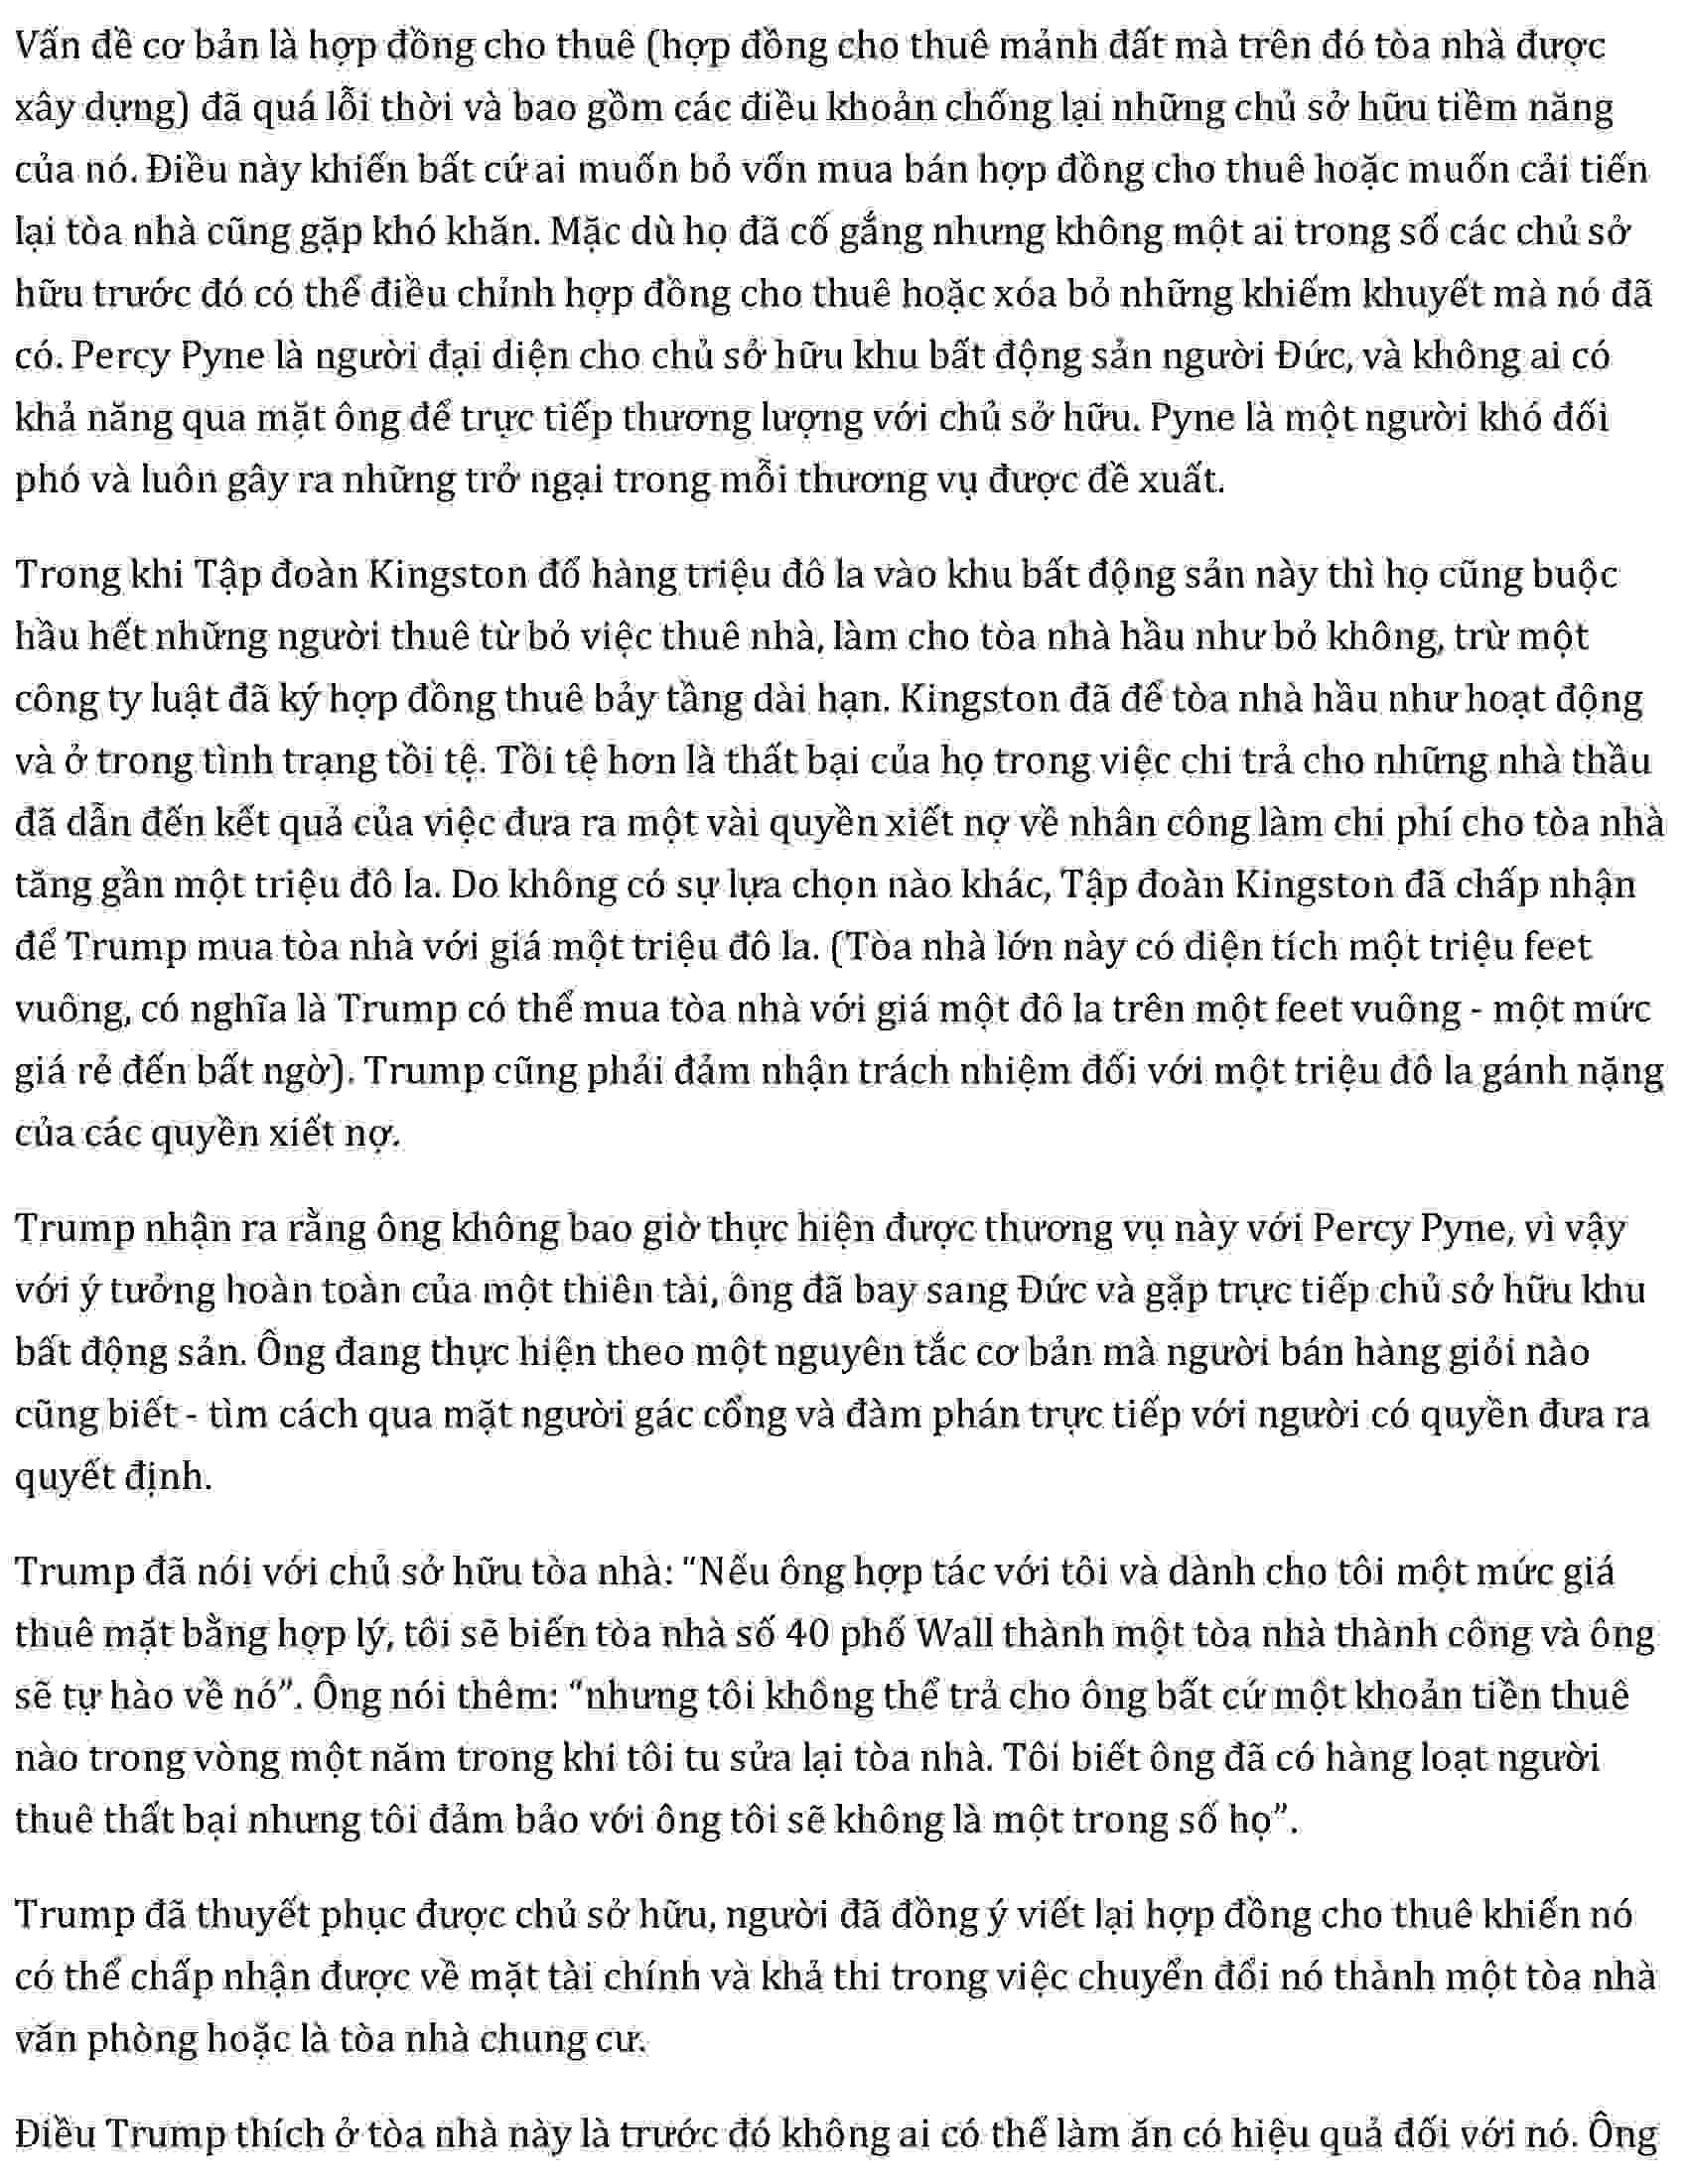 Vấn đề cơ bản là hợp đồng cho thuê (hợp đồng cho thuê mảnh đất mà trên đó tòa nhà được
xây dựng) đã quá lỗi thời và bao gồm các điều khoản chống lại những chủ sở hữu tiềm năng
của nó. Điều này khiến bất cứ ai muốn bỏ vốn mua bán hợp đồng cho thuê hoặc muốn cải tiến
lại tòa nhà cũng gặp khó khăn. Mặc dù họ đã cố gắng nhưng không một ai trong số các chủ sở
hữu trước đó có thể điều chỉnh hợp đồng cho thuê hoặc xóa bỏ những khiếm khuyết mà nó đã
có. Percy Pyne là người đại diện cho chủ sở hữu khu bất động sản người Đức, và không ai có
khả năng qua mặt ông để trực tiếp thương lượng với chủ sở hữu. Pyne là một người khó đối
phó và luôn gây ra những trở ngại trong mỗi thương vụ được đề xuất.
Trong khi Tập đoàn Kingston đổ hàng triệu đô la vào khu bất động sản này thì họ cũng buộc
hầu hết những người thuê từ bỏ việc thuê nhà, làm cho tòa nhà hầu như bỏ không, trừ một
công ty luật đã ký hợp đồng thuê bảy tầng dài hạn. Kingston đã để tòa nhà hầu như hoạt động
và ở trong tình trạng tồi tệ. Tồi tệ hơn là thất bại của họ trong việc chi trả cho những nhà thầu
đã dẫn đến kết quả của việc đưa ra một vài quyền xiết nợ về nhân công làm chi phí cho tòa nhà
tăng gần một triệu đô la. Do không có sự lựa chọn nào khác, Tập đoàn Kingston đã chấp nhận
để Trump mua tòa nhà với giá một triệu đô la. (Tòa nhà lớn này có diện tích một triệu feet
vuông, có nghĩa là Trump có thể mua tòa nhà với giá một đô la trên một feet vuông - một mức
giá rẻ đến bất ngờ). Trump cũng phải đảm nhận trách nhiệm đối với một triệu đô la gánh nặng
của các quyền xiết nợ.
Trump nhận ra rằng ông không bao giờ thực hiện được thương vụ này với Percy Pyne, vì vậy
với ý tưởng hoàn toàn của một thiên tài, ông đã bay sang Đức và gặp trực tiếp chủ sở hữu khu
bất động sản. Ông đang thực hiện theo một nguyên tắc cơ bản mà người bán hàng giỏi nào
cũng biết - tìm cách qua mặt người gác cổng và đàm phán trực tiếp với người có quyền đưa ra
quyết định.
Trump đã nói với chủ sở hữu tòa nhà: “Nếu ông hợp tác với tôi và dành cho tôi một mức giá
thuê mặt bằng hợp lý, tôi sẽ biến tòa nhà số 40 phố Wall thành một tòa nhà thành công và ông
sẽ tự hào về nó”. Ông nói thêm: “nhưng tôi không thể trả cho ông bất cứ một khoản tiền thuê
nào trong vòng một năm trong khi tôi tu sửa lại tòa nhà. Tôi biết ông đã có hàng loạt người
thuê thất bại nhưng tôi đảm bảo với ông tôi sẽ không là một trong số họ”.
Trump đã thuyết phục được chủ sở hữu, người đã đồng ý viết lại hợp đồng cho thuê khiến nó
có thể chấp nhận được về mặt tài chính và khả thi trong việc chuyển đổi nó thành một tòa nhà
văn phòng hoặc là tòa nhà chung cư.
Điều Trump thích ở tòa nhà này là trước đó không ai có thể làm ăn có hiệu quả đối với nó. Ông